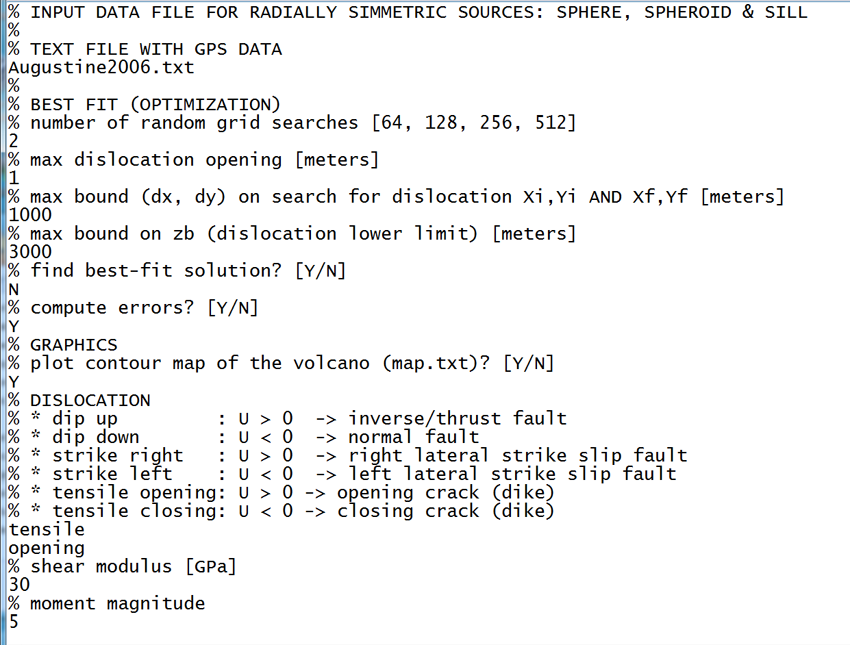 % INPUT DATA FILE FOR RADIALLY SIMMETRIC SOURCES: SPHERE, SPHEROID & SILL
%
% TEXT FILE WITH GPS DATA
Augustine2006.txt
%
% BEST FIT (OPTIMIZATION)
% number of random grid searches [64, 128, 256, 512]
2
% max dislocation opening [meters]
1
% max bound (dx, dy) on search for dislocation Xi,Yi AND Xf,Yf [meters]
1000
% max bound on zb (dislocation lower limit) [meters]
3000
% find best-fit solution? [Y/N]
N
% compute errors? [Y/N]
Y
% GRAPHICS
% plot contour map of the volcano (map.txt)? [Y/N]
Y
% DISLOCATION
% * dip up         : U > 0  -> inverse/thrust fault
% * dip down       : U < 0  -> normal fault
% * strike right   : U > 0  -> right lateral strike slip fault
% * strike left    : U < 0  -> left lateral strike slip fault
% * tensile opening: U > 0 -> opening crack (dike)
% * tensile closing: U < 0 -> closing crack (dike)
tensile
opening
% shear modulus [GPa]
30
% moment magnitude
5